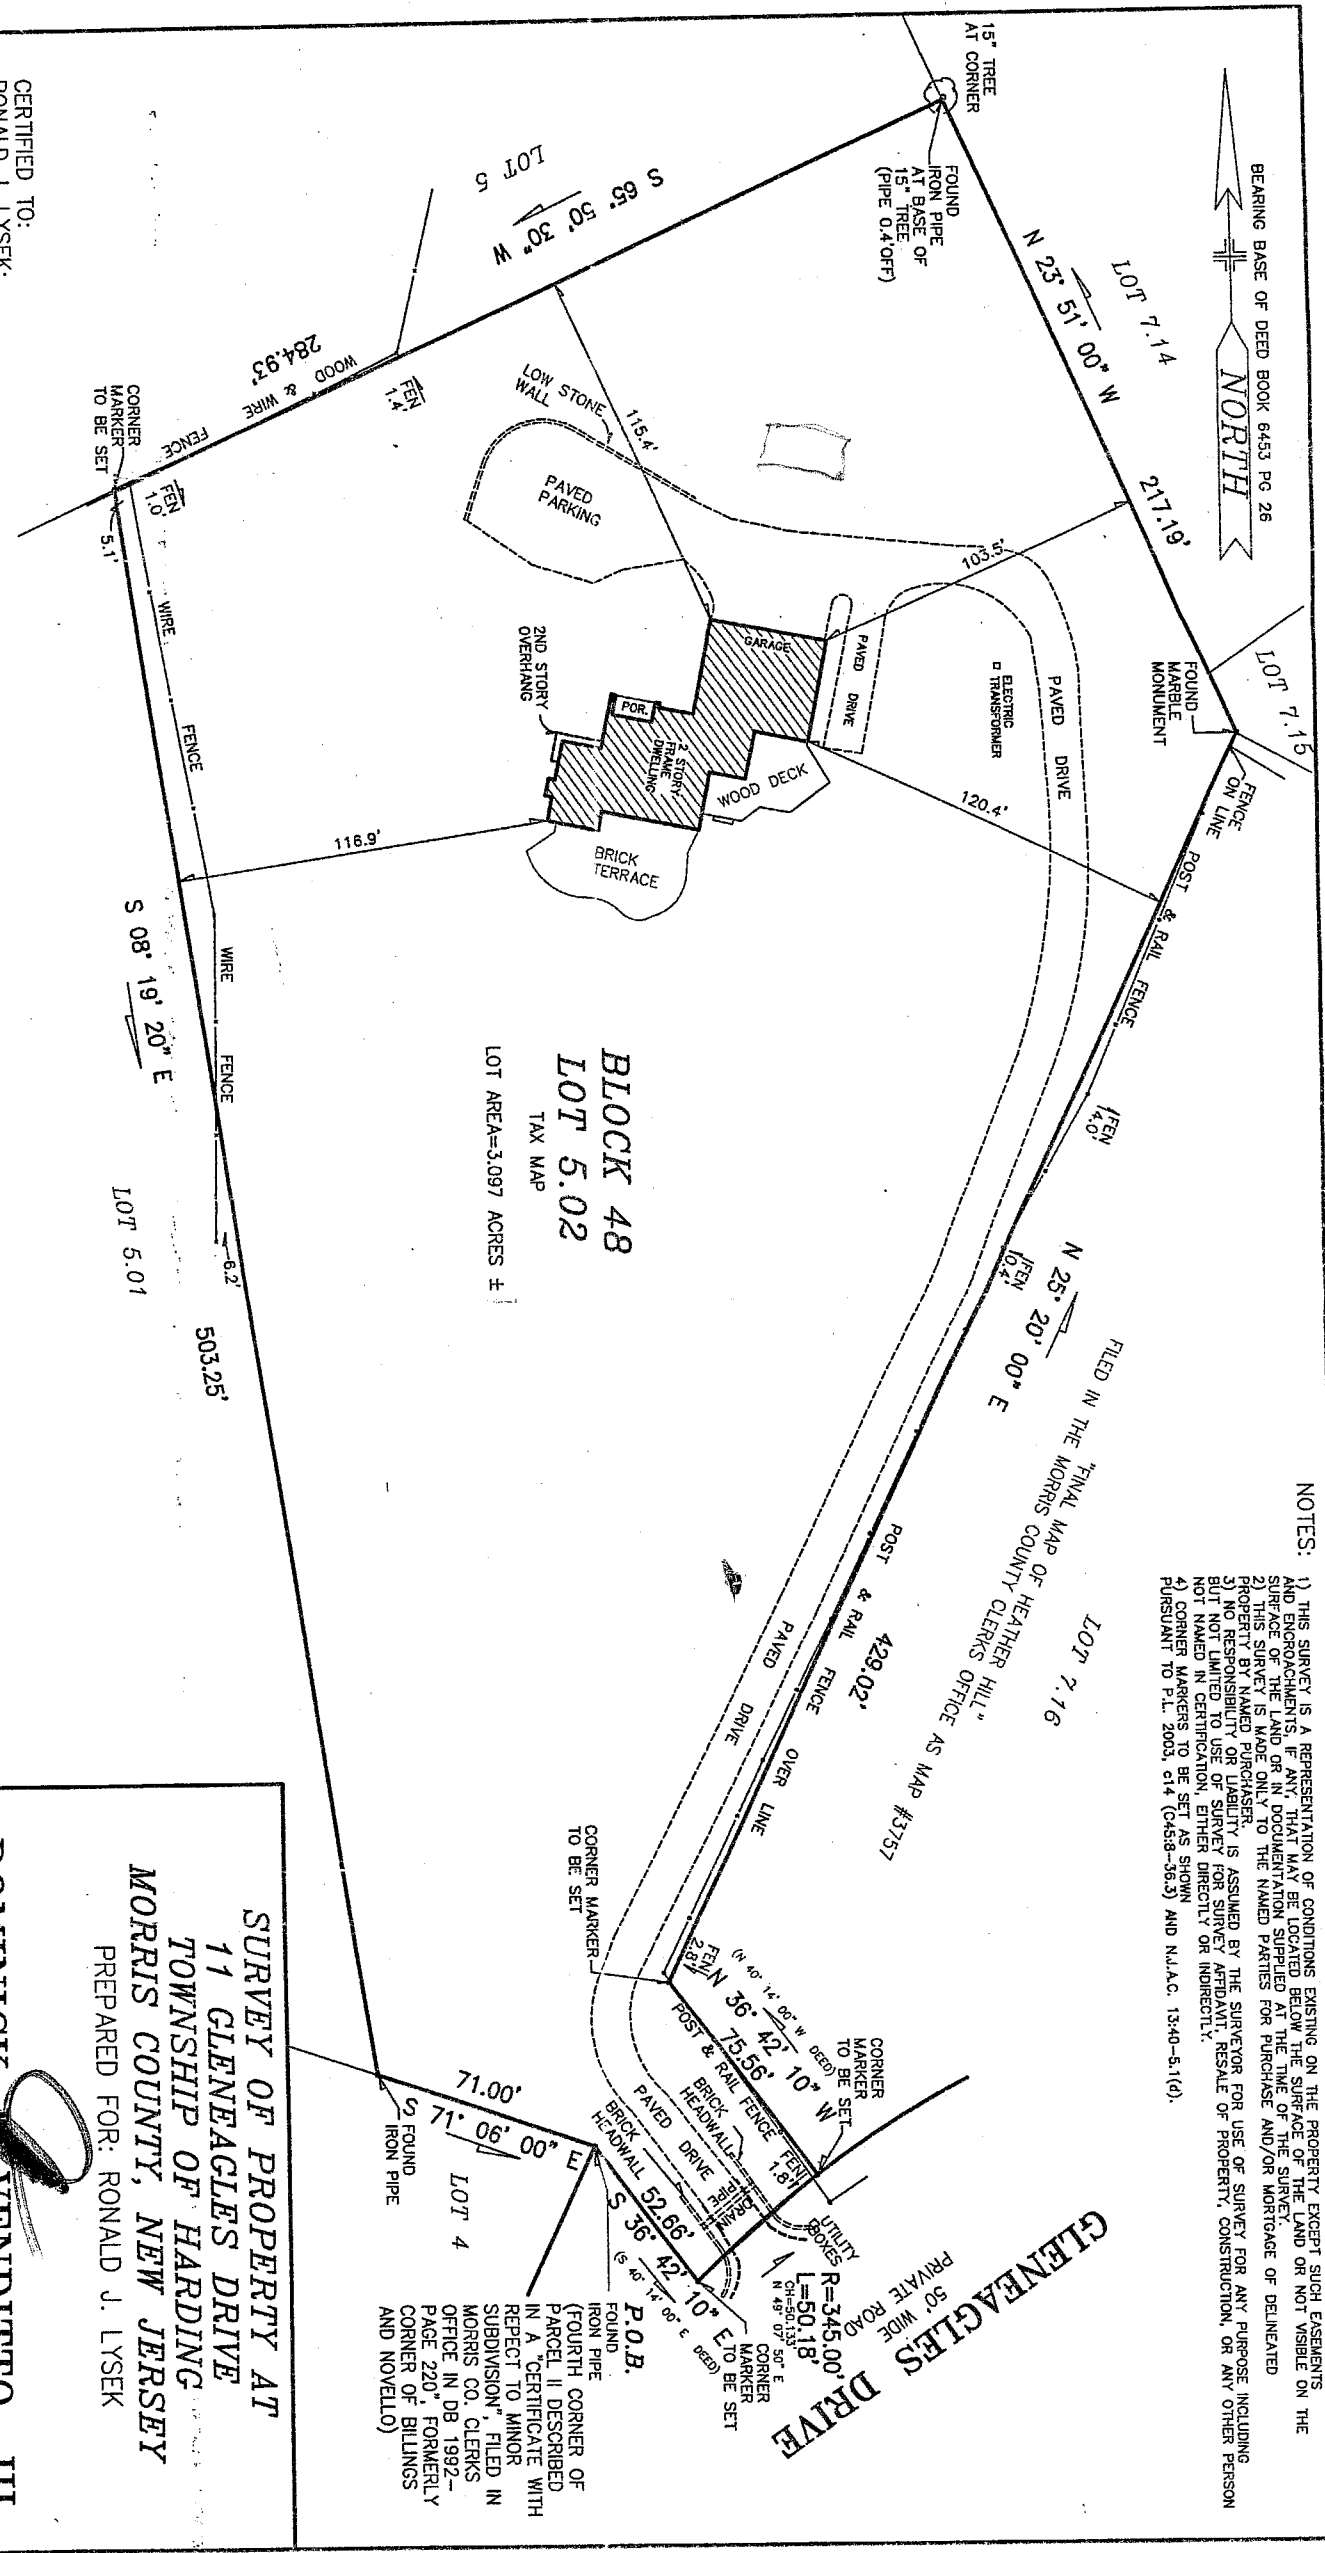 BEARING BASE OF DEED BOOK 6453 PG 26
NORTH
NOTES:
1) THIS SURVEY IS A REPRESENTATION OF CONDITIONS EXISTING ON THE PROPERTY EXCEPT SUCH EASEMENTS
AND ENCROACHMENTS, IF ANY, THAT MAY BE LOCATED BELOW THE SURFACE OF THE LAND OR NOT VISIBLE ON THE
SURFACE OF THE LAND OR IN DOCUMENTATION SUPPLIED AT THE TIME OF THE SURVEY.
2) THIS SURVEY IS MADE ONLY TO THE NAMED PARTIES FOR PURCHASE AND/OR MORTGAGE OF DELINEATED
PROPERTY BY NAMED PURCHASER.
3) NO RESPONSIBILITY OR LIABILITY IS ASSUMED BY THE SURVEYOR FOR USE OF SURVEY FOR ANY PURPOSE INCLUDING
BUT NOT LIMITED TO USE OF SURVEY FOR SURVEY AFFIDAVIT, RESALE OF PROPERTY, CONSTRUCTION, OR ANY OTHER PERSON
NOT NAMED IN CERTIFICATION, EITHER DIRECTLY OR INDIRECTLY.
4) CORNER MARKERS TO BE SET AS SHOWN
PURSUANT TO P.L. 2003, c14 (C45:8-36.3) AND N.J.A.C. 13:40-5.1(d).
15" TREE
AT CORNER
FOUND
IRON PIPE
AT BASE OF
15" TREE
(PIPE 0.4'OFF)
LOT 7.14
N 23° 51' 00" W
217.19'
LOT 7.15
FOUND
MARBLE
MONUMENT
FENCE
ON LINE
POST & RAIL FENCE
FEN
4.0'
FEN
0.4'
N 25° 20' 00" E
429.02'
"FINAL MAP OF HEATHER HILL"
FILED IN THE MORRIS COUNTY CLERKS OFFICE AS MAP #3757
LOT 7.16
POST & RAIL FENCE OVER LINE
LOT 5
S 65° 50' 30" W
284.93'
WOOD & WIRE FENCE
FEN
1.4'
FEN
1.0'
CORNER
MARKER
TO BE SET
5.1'
LOW STONE
WALL
PAVED
PARKING
115.4'
103.5'
120.4'
116.9'
GARAGE
PAVED DRIVE
ELECTRIC
TRANSFORMER
PAVED DRIVE
2ND STORY
OVERHANG
POR.
2 STORY
FRAME
DWELLING
WOOD DECK
BRICK
TERRACE
WIRE FENCE
WIRE FENCE
6.2'
S 08° 19' 20" E
503.25'
LOT 5.01
BLOCK 48
LOT 5.02
TAX MAP
LOT AREA=3.097 ACRES ±
PAVED DRIVE
CORNER MARKER
TO BE SET
FEN
2.8'
N 36° 42' 10" W
(N 40° 14' 00" W DEED)
75.56'
POST & RAIL FENCE
CORNER
MARKER
TO BE SET
FEN
1.8'
BRICK
HEADWALL
PAVED DRIVE
DRAIN
PIPE
BRICK
HEADWALL
UTILITY
BOXES
R=345.00'
L=50.18'
CH=50.133'
N 49° 07' 50" E
GLENEAGLES DRIVE
50' WIDE
PRIVATE ROAD
CORNER
MARKER
TO BE SET
52.66'
S 36° 42' 10" E
(S 40° 14' 00" E DEED)
71.00'
S 71° 06' 00" E
FOUND
IRON PIPE
LOT 4
P.O.B.
FOUND
IRON PIPE
(FOURTH CORNER OF
PARCEL II DESCRIBED
IN A "CERTIFICATE WITH
REPECT TO MINOR
SUBDIVISION", FILED IN
MORRIS CO. CLERKS
OFFICE IN DB 1992-
PAGE 220", FORMERLY
CORNER OF BILLINGS
AND NOVELLO)
CERTIFIED TO:
RONALD J. LYSEK;
SURVEY OF PROPERTY AT
11 GLENEAGLES DRIVE
TOWNSHIP OF HARDING
MORRIS COUNTY, NEW JERSEY
PREPARED FOR: RONALD J. LYSEK
VENDITTO III